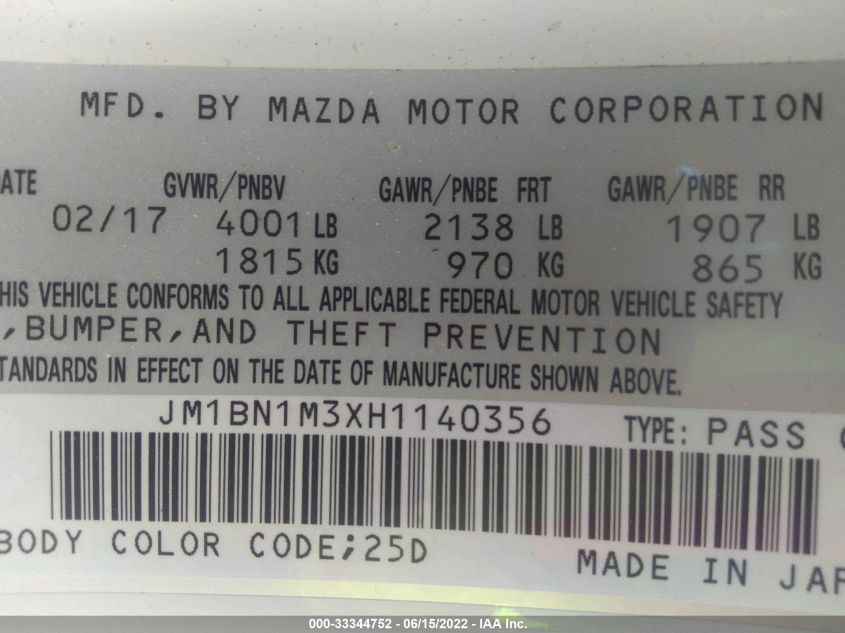 MFD. BY MAZDA MOTOR CORPORATION
ATE GVWR/PNBV GAWR/PNBE FRT GAWR/PNBE RR
02/17 4001 LB 2138 LB 1907 LB
1815 KG 970 KG 865 KG
HIS VEHICLE CONFORMS TO ALL APPLICABLE FEDERAL MOTOR VEHICLE SAFETY
,BUMPER,AND THEFT PREVENTION
TANDARDS IN EFFECT ON THE DATE OF MANUFACTURE SHOWN ABOVE.
JM1BN1M3XH1140356 TYPE: PASS
BODY COLOR CODE;25D MADE IN JAP
000-33344752 - 06/15/2022 - IAA Inc.